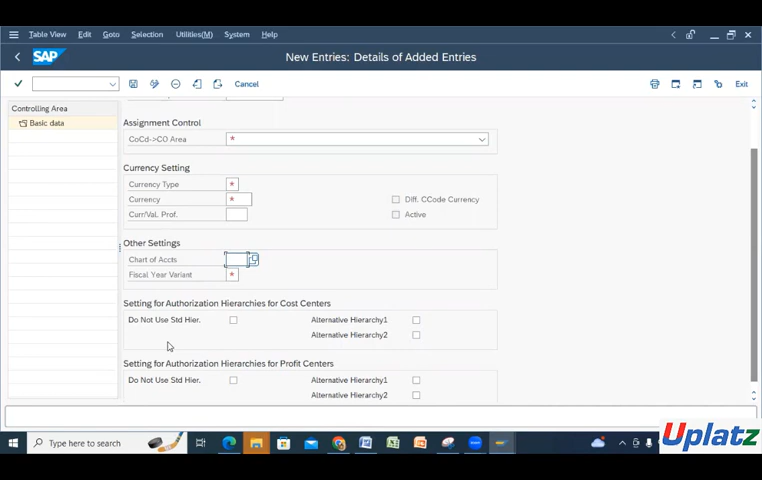 Table View Edit Goto Selection Utilities(M) System Help
SAP New Entries: Details of Added Entries
Cancel Exit
Controlling Area
Basic data
Assignment Control
CoCd->CO Area *
Currency Setting
Currency Type *
Currency * Diff. CCode Currency
Curr/Val. Prof. Active
Other Settings
Chart of Accts
Fiscal Year Variant *
Setting for Authorization Hierarchies for Cost Centers
Do Not Use Std Hier. Alternative Hierarchy1
Alternative Hierarchy2
Setting for Authorization Hierarchies for Profit Centers
Do Not Use Std Hier. Alternative Hierarchy1
Alternative Hierarchy2
Type here to search
Uplatz